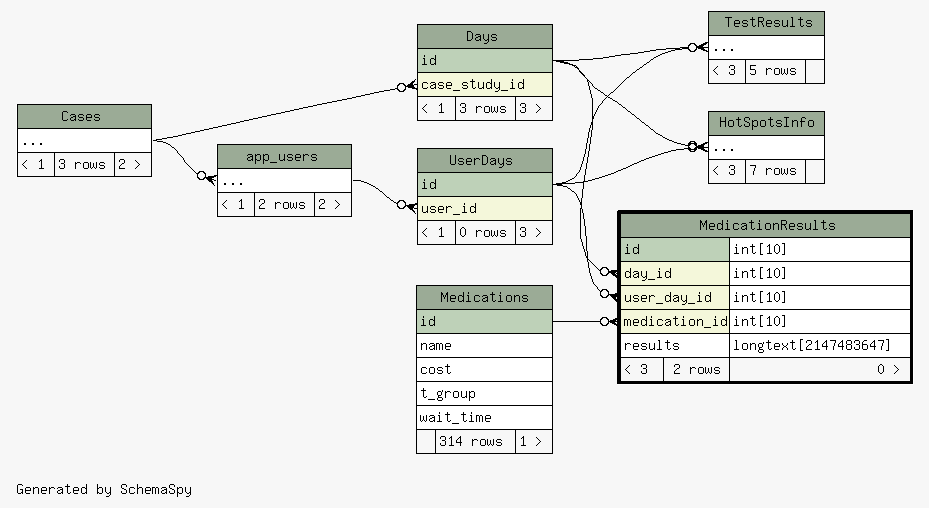 Cases
...
< 1 3 rows 2 >
app_users
...
< 1 2 rows 2 >
Days
id
case_study_id
< 1 3 rows 3 >
UserDays
id
user_id
< 1 0 rows 3 >
Medications
id
name
cost
t_group
wait_time
314 rows 1 >
TestResults
...
< 3 5 rows
HotSpotsInfo
...
< 3 7 rows
MedicationResults
id int[10]
day_id int[10]
user_day_id int[10]
medication_id int[10]
results longtext[2147483647]
< 3 2 rows 0 >
Generated by SchemaSpy